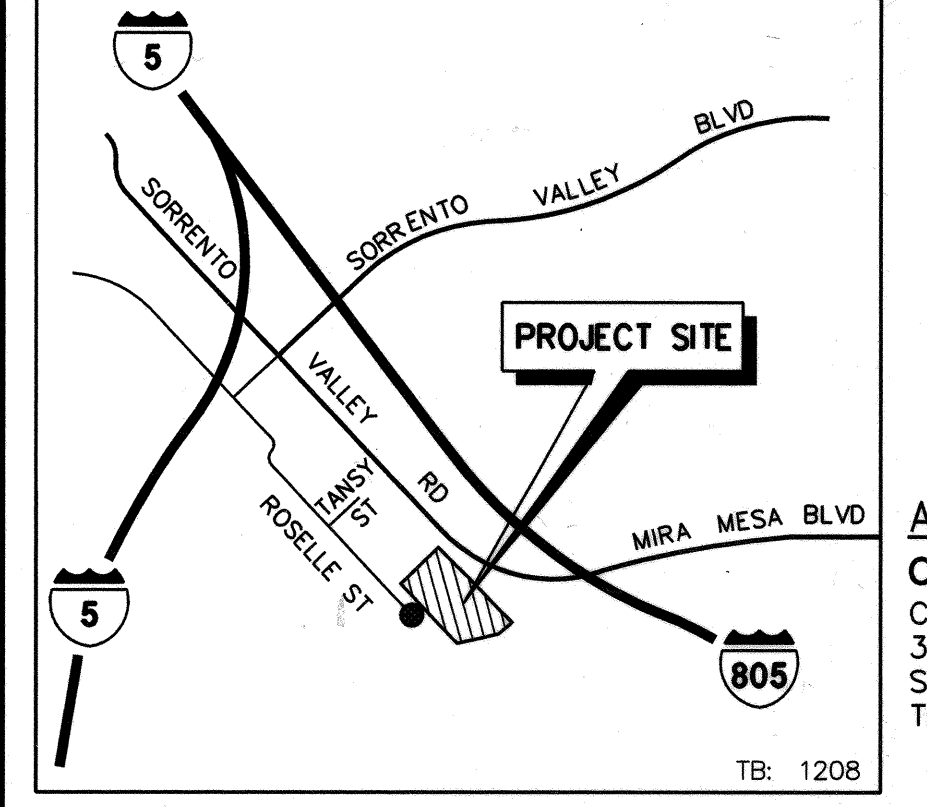 5
BLVD
VALLEY
SORRENTO
SORRENTO
PROJECT SITE
VALLEY
TANSY
ST
RD
ROSELLE ST
MIRA MESA BLVD
5
805
TB: 1208
A
C
C
3
S
T